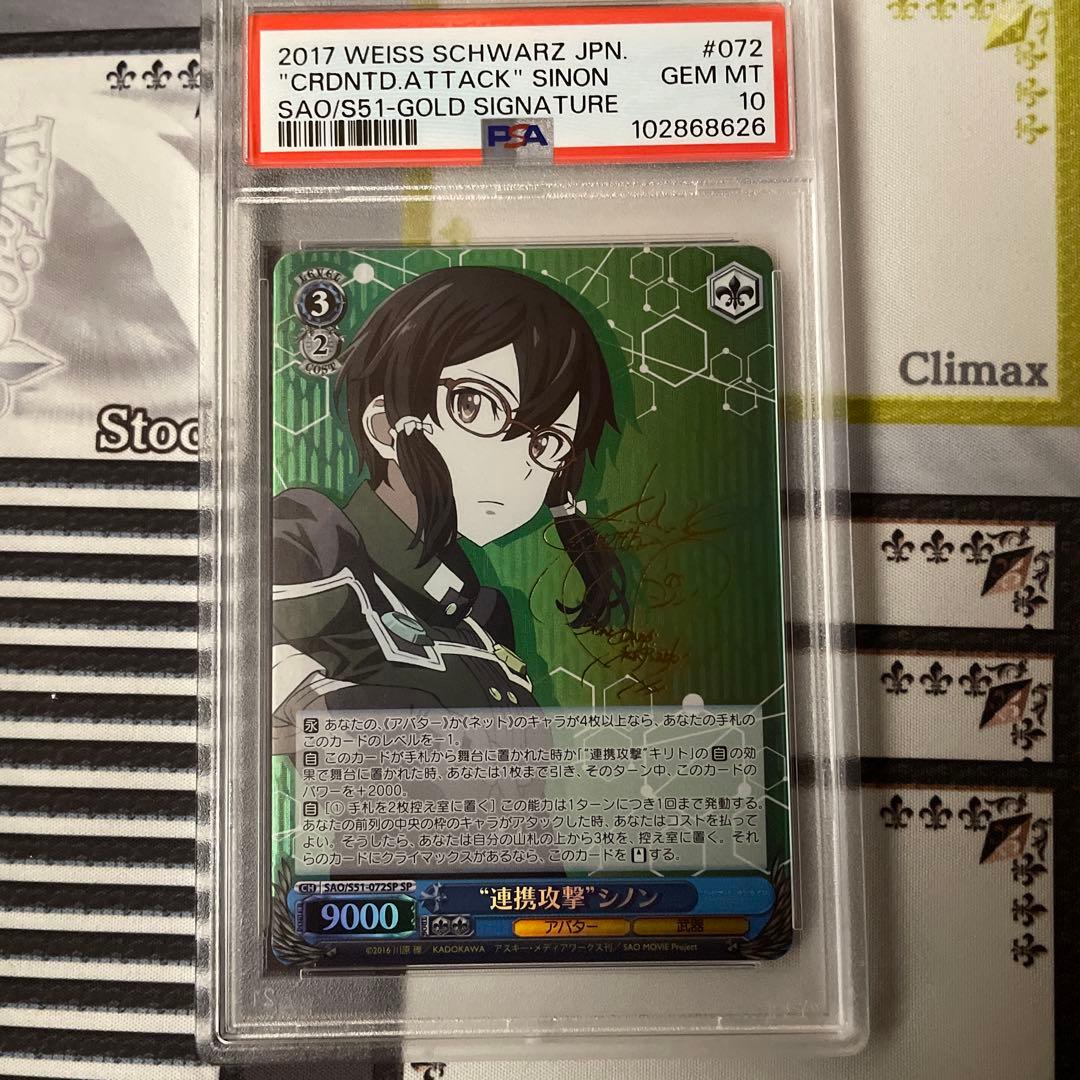 2017 WEISS SCHWARZ JPN. #072
"CRDNTD.ATTACK" SINON GEM MT
SAO/S51-GOLD SIGNATURE 10
PSA 102868626
LEVEL
3
2
COST
Climax
Stoc
永 あなたの、《アバター》か《ネット》のキャラが4枚以上なら、あなたの手札の
このカードのレベルを-1。
自 このカードが手札から舞台に置かれた時か「"連携攻撃"キリト」の 自 の効
果で舞台に置かれた時、あなたは1枚まで引き、そのターン中、このカードの
パワーを+2000。
自 [① 手札を2枚控え室に置く] この能力は1ターンにつき1回まで発動する。
あなたの前列の中央の枠のキャラがアタックした時、あなたはコストを払って
よい。そうしたら、あなたは自分の山札の上から3枚を、控え室に置く。それ
らのカードにクライマックスがあるなら、このカードを する。
CH SAO/S51-072SP SP
"連携攻撃"シノン
POWER 9000 SOUL アバター 武器
©2016 川原 礫/KADOKAWA アスキー・メディアワークス刊/SAO MOVIE Project